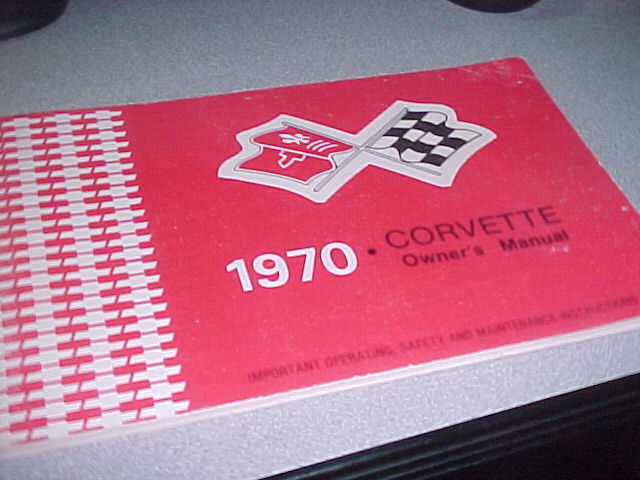 1970 • CORVETTE
Owner's Manual
IMPORTANT OPERATING, SAFETY AND MAINTENANCE INSTRUCTIONS